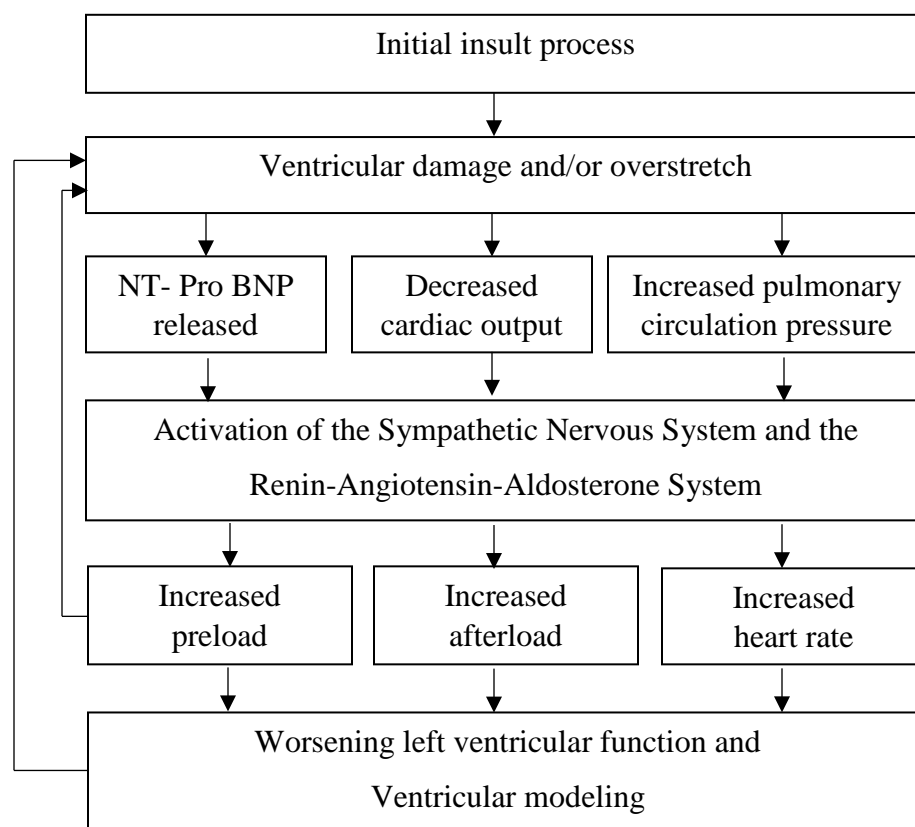 Initial insult process
Ventricular damage and/or overstretch
NT- Pro BNP
released
Decreased
cardiac output
Increased pulmonary
circulation pressure
Activation of the Sympathetic Nervous System and the
Renin-Angiotensin-Aldosterone System
Increased
preload
Increased
afterload
Increased
heart rate
Worsening left ventricular function and
Ventricular modeling